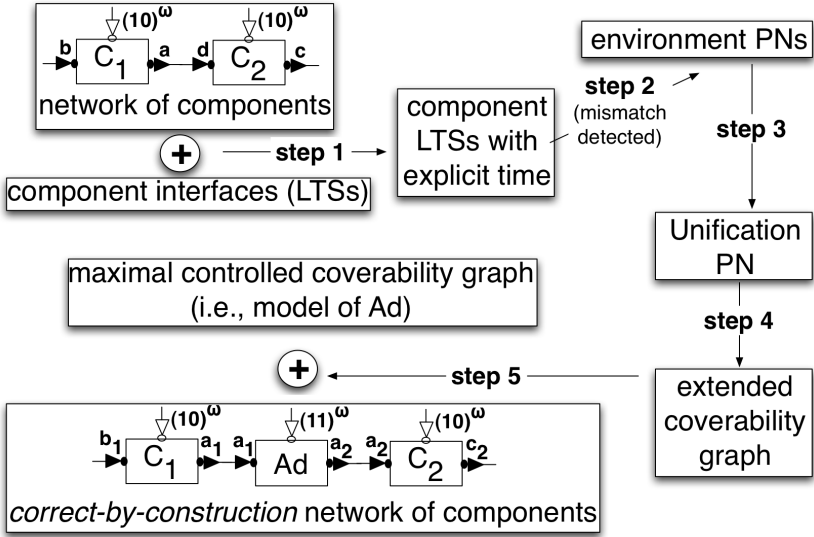 (10)ω (10)ω
b C1 a d C2 c
network of components
+
component interfaces (LTSs)
step 1
component
LTSs with
explicit time
step 2
(mismatch
detected)
environment PNs
step 3
Unification
PN
step 4
extended
coverability
graph
step 5
maximal controlled coverability graph
(i.e., model of Ad)
+
(10)ω (11)ω (10)ω
b1 C1 a1 a1 Ad a2 a2 C2 c2
correct-by-construction network of components